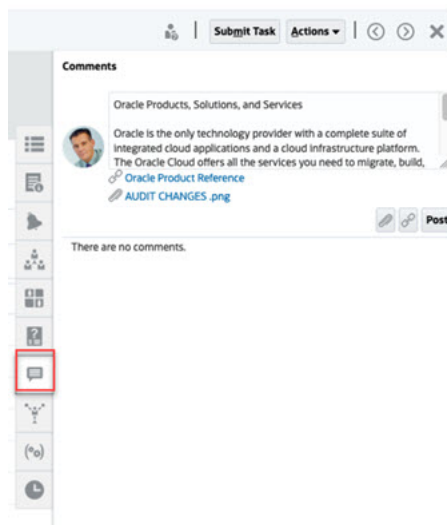 Submit Task Actions
Comments
Oracle Products, Solutions, and Services
Oracle is the only technology provider with a complete suite of
integrated cloud applications and a cloud infrastructure platform.
The Oracle Cloud offers all the services you need to migrate, build,
Oracle Product Reference
AUDIT CHANGES .png
Post
There are no comments.